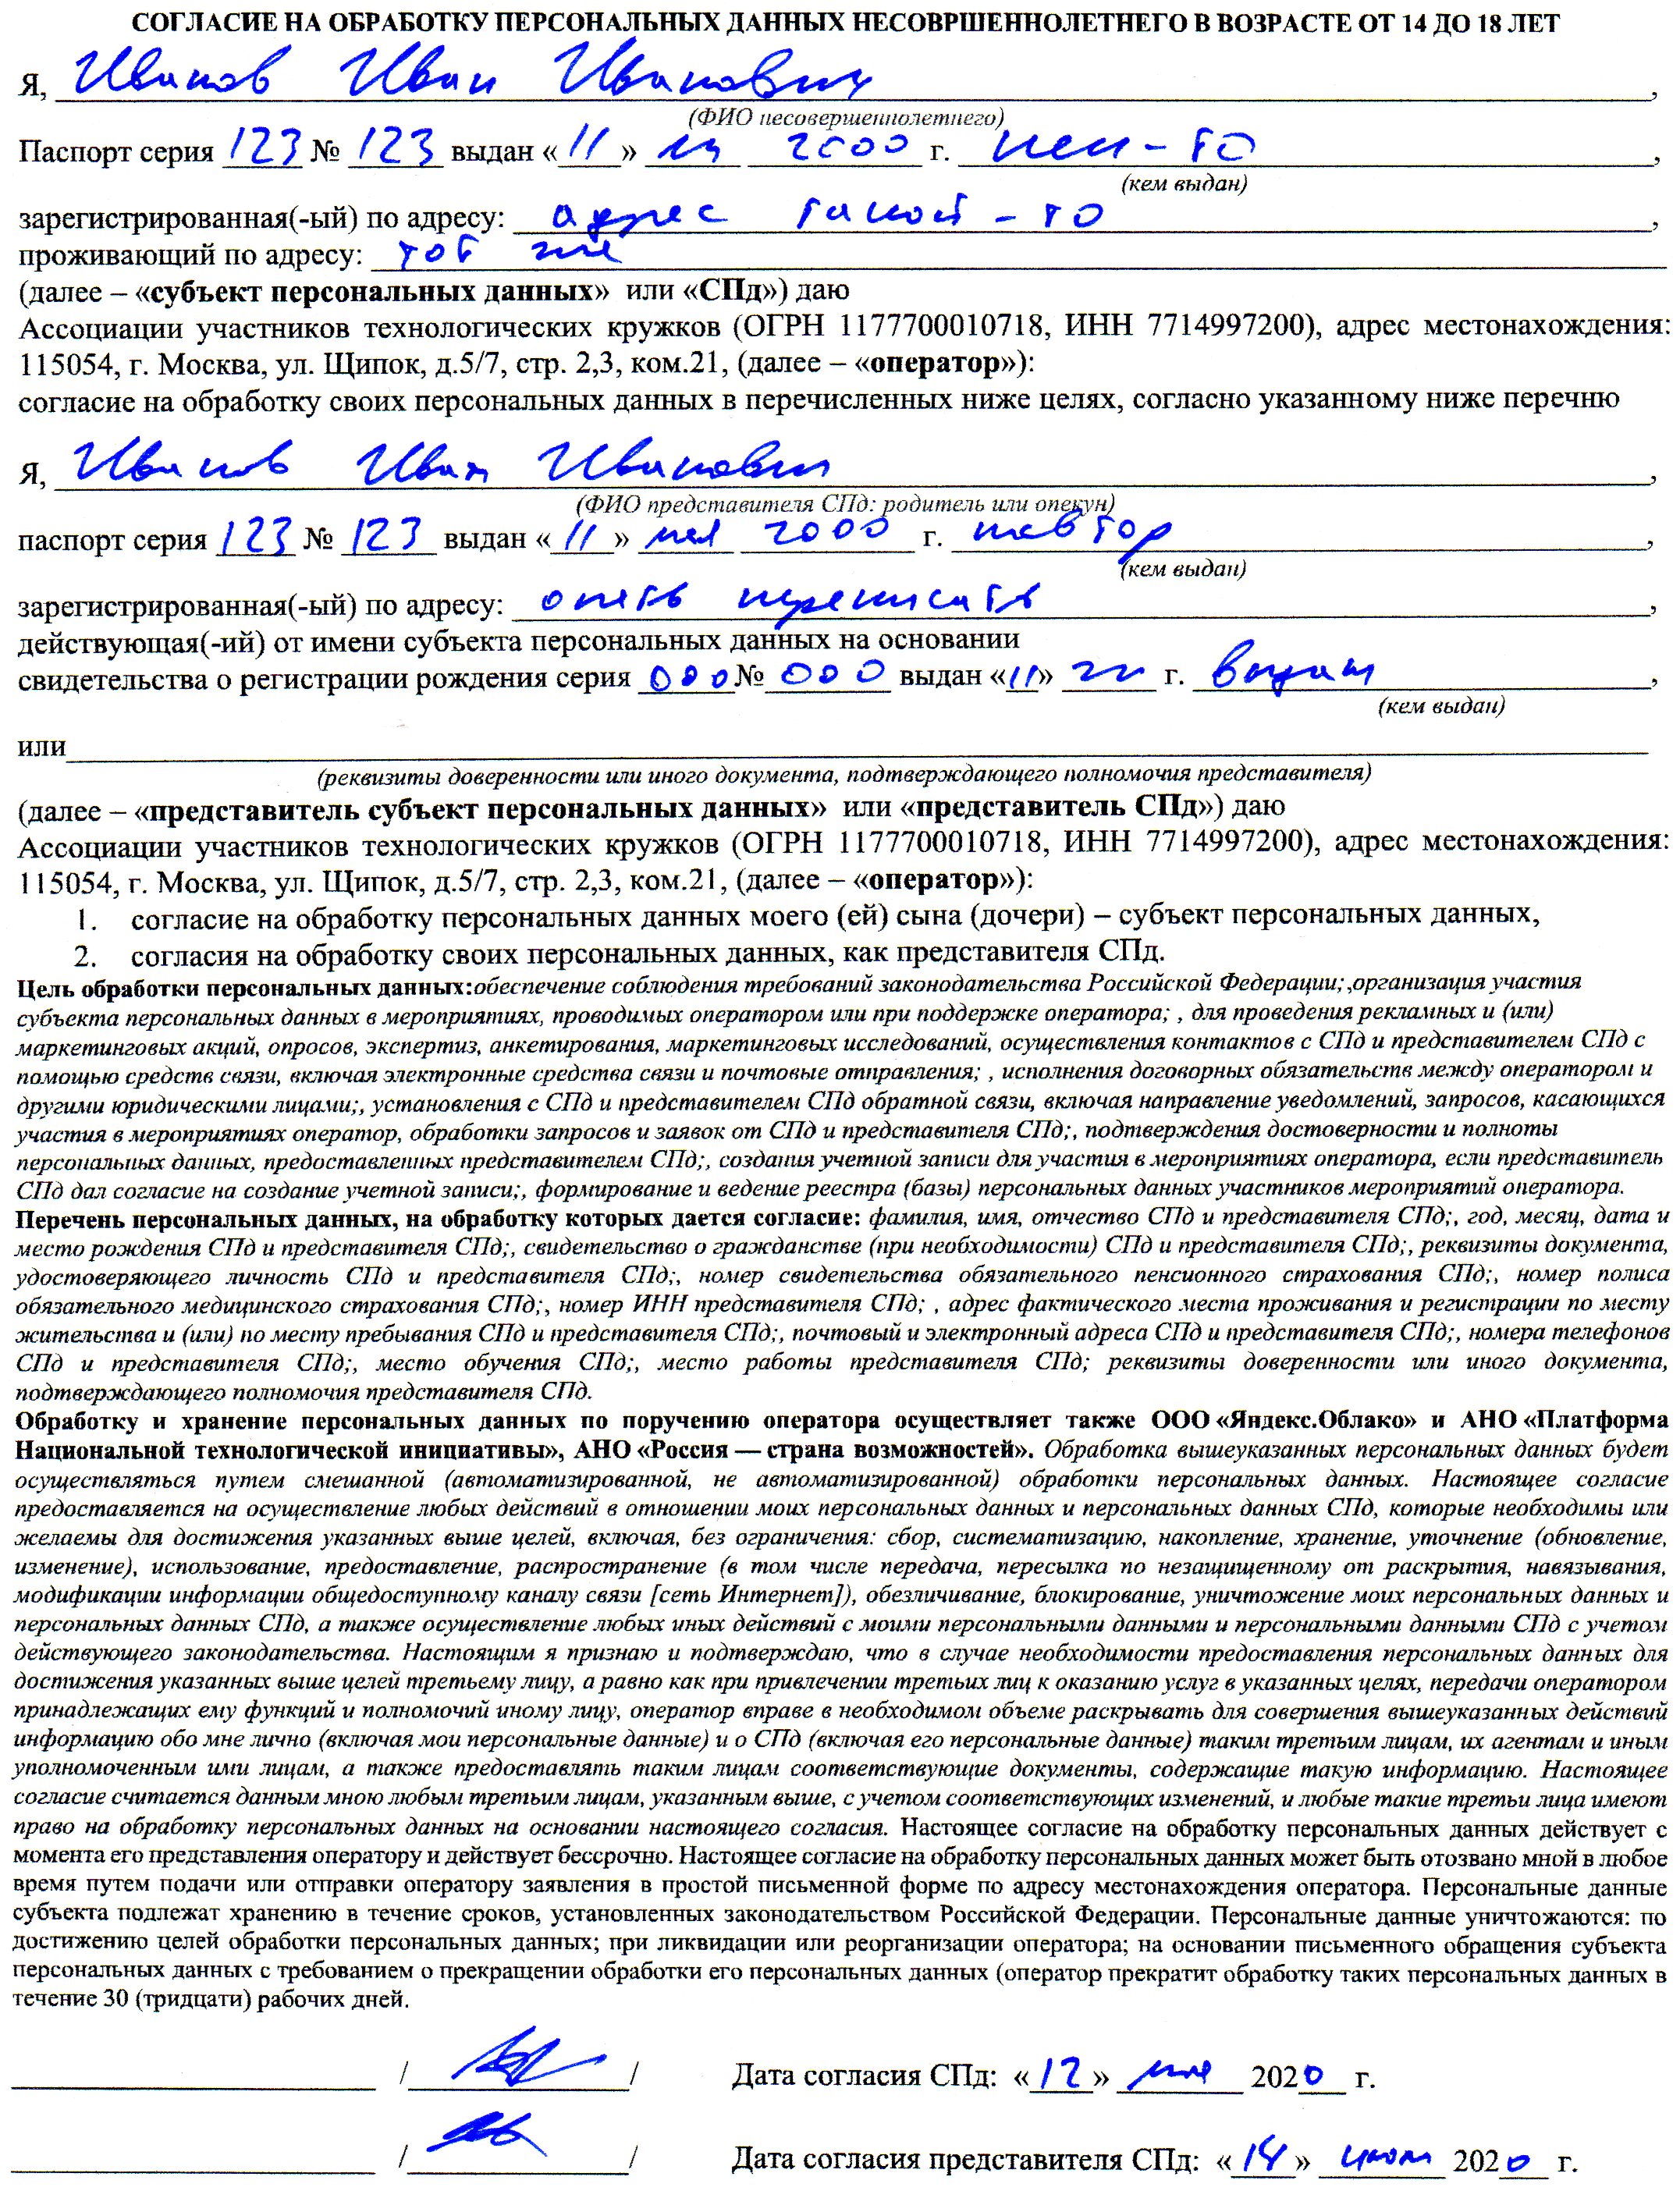 СОГЛАСИЕ НА ОБРАБОТКУ ПЕРСОНАЛЬНЫХ ДАННЫХ НЕСОВРШЕННОЛЕТНЕГО В ВОЗРАСТЕ ОТ 14 ДО 18 ЛЕТ
Я, Иванов Иван Иванович,
(ФИО несовершеннолетнего)
Паспорт серия 123 № 123 выдан «11» 2000 г. кем-то,
(кем выдан)
зарегистрированная(-ый) по адресу: адрес такой-то,
проживающий по адресу: тот же
(далее – «субъект персональных данных» или «СПд») даю
Ассоциации участников технологических кружков (ОГРН 1177700010718, ИНН 7714997200), адрес местонахождения:
115054, г. Москва, ул. Щипок, д.5/7, стр. 2,3, ком.21, (далее – «оператор»):
согласие на обработку своих персональных данных в перечисленных ниже целях, согласно указанному ниже перечню
Я, Иванов Иван Иванович,
(ФИО представителя СПд: родитель или опекун)
паспорт серия 123 № 123 выдан «11» мая 2000 г.,
(кем выдан)
зарегистрированная(-ый) по адресу: опять переписать,
действующая(-ий) от имени субъекта персональных данных на основании
свидетельства о регистрации рождения серия 000 № 000 выдан «11» г. выдан,
(кем выдан)
или
(реквизиты доверенности или иного документа, подтверждающего полномочия представителя)
(далее – «представитель субъект персональных данных» или «представитель СПд») даю
Ассоциации участников технологических кружков (ОГРН 1177700010718, ИНН 7714997200), адрес местонахождения:
115054, г. Москва, ул. Щипок, д.5/7, стр. 2,3, ком.21, (далее – «оператор»):
1. согласие на обработку персональных данных моего (ей) сына (дочери) – субъект персональных данных,
2. согласия на обработку своих персональных данных, как представителя СПд.
Цель обработки персональных данных:обеспечение соблюдения требований законодательства Российской Федерации;,организация участия
субъекта персональных данных в мероприятиях, проводимых оператором или при поддержке оператора; , для проведения рекламных и (или)
маркетинговых акций, опросов, экспертиз, анкетирования, маркетинговых исследований, осуществления контактов с СПд и представителем СПд с
помощью средств связи, включая электронные средства связи и почтовые отправления; , исполнения договорных обязательств между оператором и
другими юридическими лицами;, установления с СПд и представителем СПд обратной связи, включая направление уведомлений, запросов, касающихся
участия в мероприятиях оператор, обработки запросов и заявок от СПд и представителя СПд;, подтверждения достоверности и полноты
персональных данных, предоставленных представителем СПд;, создания учетной записи для участия в мероприятиях оператора, если представитель
СПд дал согласие на создание учетной записи;, формирование и ведение реестра (базы) персональных данных участников мероприятий оператора.
Перечень персональных данных, на обработку которых дается согласие: фамилия, имя, отчество СПд и представителя СПд;, год, месяц, дата и
место рождения СПд и представителя СПд;, свидетельство о гражданстве (при необходимости) СПд и представителя СПд;, реквизиты документа,
удостоверяющего личность СПд и представителя СПд;, номер свидетельства обязательного пенсионного страхования СПд;, номер полиса
обязательного медицинского страхования СПд;, номер ИНН представителя СПд; , адрес фактического места проживания и регистрации по месту
жительства и (или) по месту пребывания СПд и представителя СПд;, почтовый и электронный адреса СПд и представителя СПд;, номера телефонов
СПд и представителя СПд;, место обучения СПд;, место работы представителя СПд; реквизиты доверенности или иного документа,
подтверждающего полномочия представителя СПд.
Обработку и хранение персональных данных по поручению оператора осуществляет также ООО «Яндекс.Облако» и АНО «Платформа
Национальной технологической инициативы», АНО «Россия — страна возможностей». Обработка вышеуказанных персональных данных будет
осуществляться путем смешанной (автоматизированной, не автоматизированной) обработки персональных данных. Настоящее согласие
предоставляется на осуществление любых действий в отношении моих персональных данных и персональных данных СПд, которые необходимы или
желаемы для достижения указанных выше целей, включая, без ограничения: сбор, систематизацию, накопление, хранение, уточнение (обновление,
изменение), использование, предоставление, распространение (в том числе передача, пересылка по незащищенному от раскрытия, навязывания,
модификации информации общедоступному каналу связи [сеть Интернет]), обезличивание, блокирование, уничтожение моих персональных данных и
персональных данных СПд, а также осуществление любых иных действий с моими персональными данными и персональными данными СПд с учетом
действующего законодательства. Настоящим я признаю и подтверждаю, что в случае необходимости предоставления персональных данных для
достижения указанных выше целей третьему лицу, а равно как при привлечении третьих лиц к оказанию услуг в указанных целях, передачи оператором
принадлежащих ему функций и полномочий иному лицу, оператор вправе в необходимом объеме раскрывать для совершения вышеуказанных действий
информацию обо мне лично (включая мои персональные данные) и о СПд (включая его персональные данные) таким третьим лицам, их агентам и иным
уполномоченным ими лицам, а также предоставлять таким лицам соответствующие документы, содержащие такую информацию. Настоящее
согласие считается данным мною любым третьим лицам, указанным выше, с учетом соответствующих изменений, и любые такие третьи лица имеют
право на обработку персональных данных на основании настоящего согласия. Настоящее согласие на обработку персональных данных действует с
момента его представления оператору и действует бессрочно. Настоящее согласие на обработку персональных данных может быть отозвано мной в любое
время путем подачи или отправки оператору заявления в простой письменной форме по адресу местонахождения оператора. Персональные данные
субъекта подлежат хранению в течение сроков, установленных законодательством Российской Федерации. Персональные данные уничтожаются: по
достижению целей обработки персональных данных; при ликвидации или реорганизации оператора; на основании письменного обращения субъекта
персональных данных с требованием о прекращении обработки его персональных данных (оператор прекратит обработку таких персональных данных в
течение 30 (тридцати) рабочих дней.
/ / Дата согласия СПд: «12» 2020 г.
/ / Дата согласия представителя СПд: «14» 2020 г.